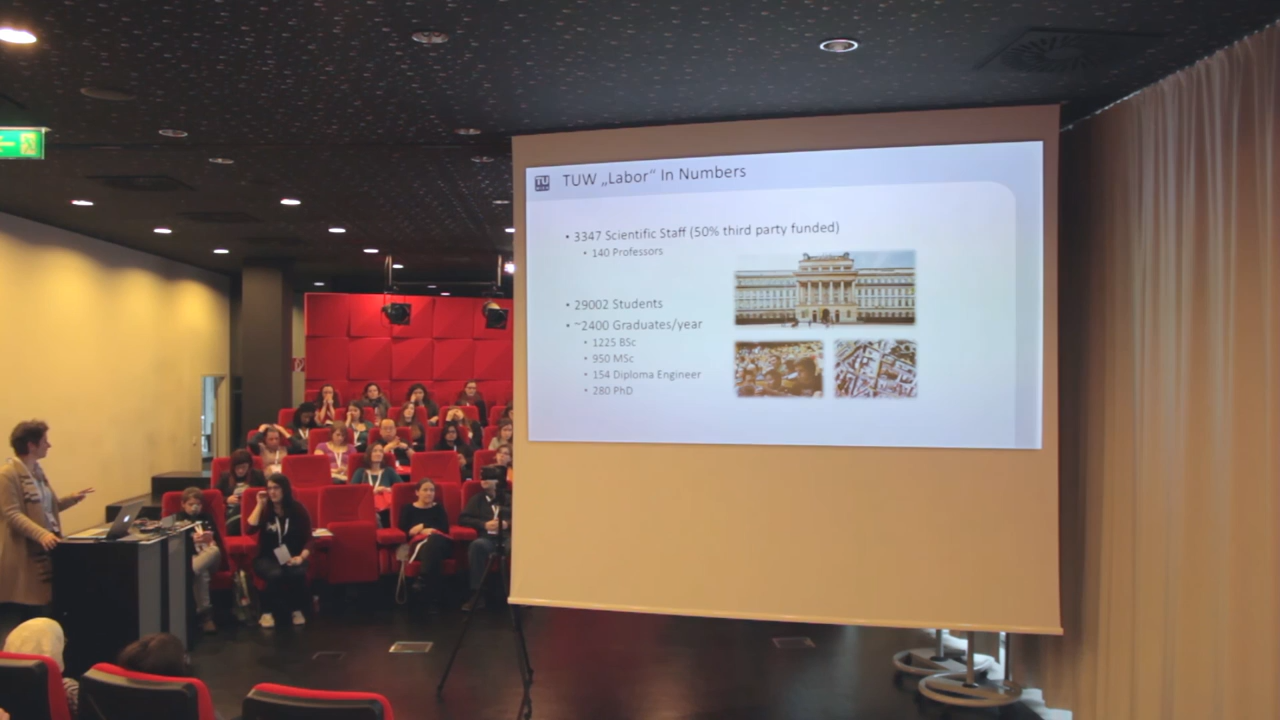 TU
TUW „Labor“ In Numbers
• 3347 Scientific Staff (50% third party funded)
• 140 Professors
• 29002 Students
• ~2400 Graduates/year
• 1225 BSc
• 950 MSc
• 154 Diploma Engineer
• 280 PhD